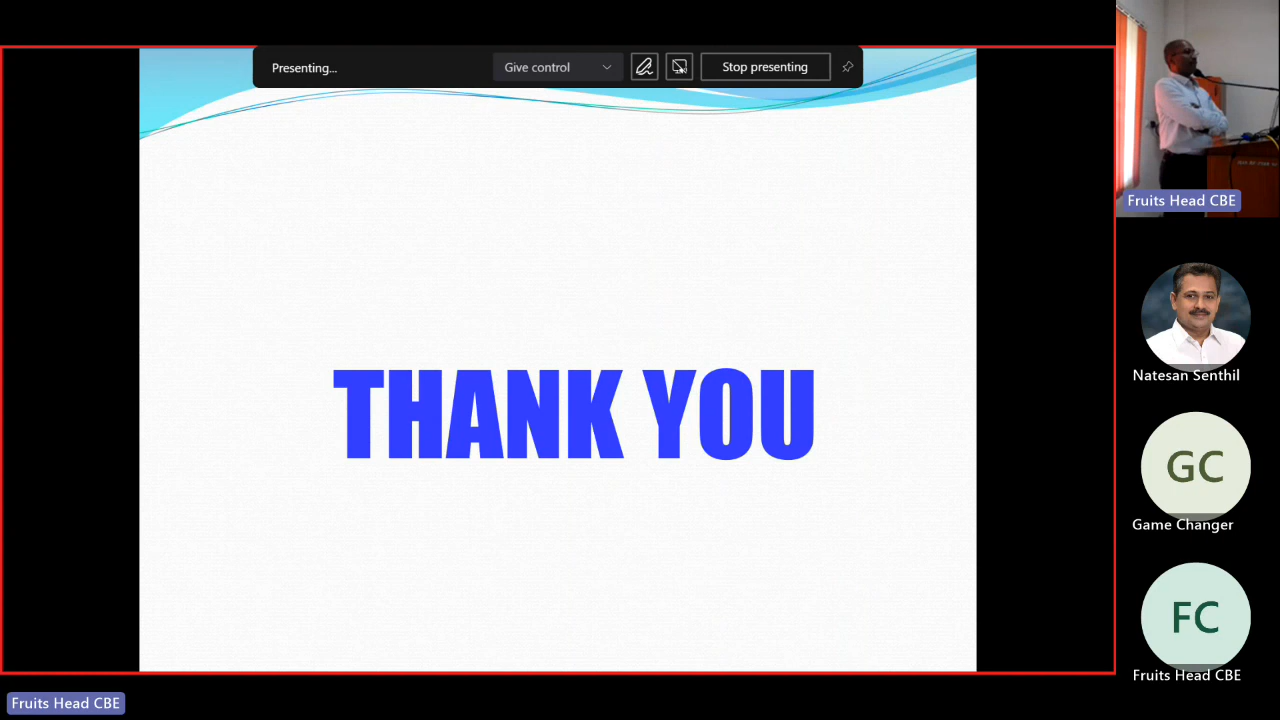 Presenting...
Give control
Stop presenting
THANK YOU
Fruits Head CBE
Natesan Senthil
GC
Game Changer
FC
Fruits Head CBE
Fruits Head CBE